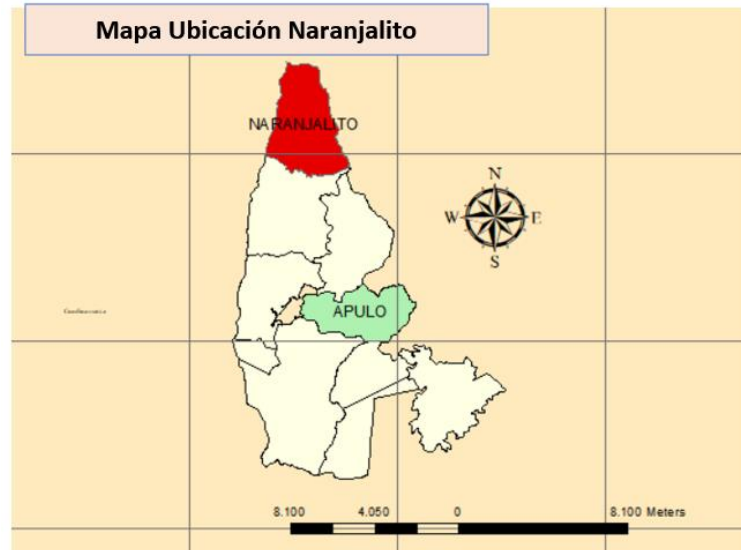 Mapa Ubicación Naranjalito
NARANJALITO
N
W E
S
APULO
8.100 4.050 0 8.100 Meters